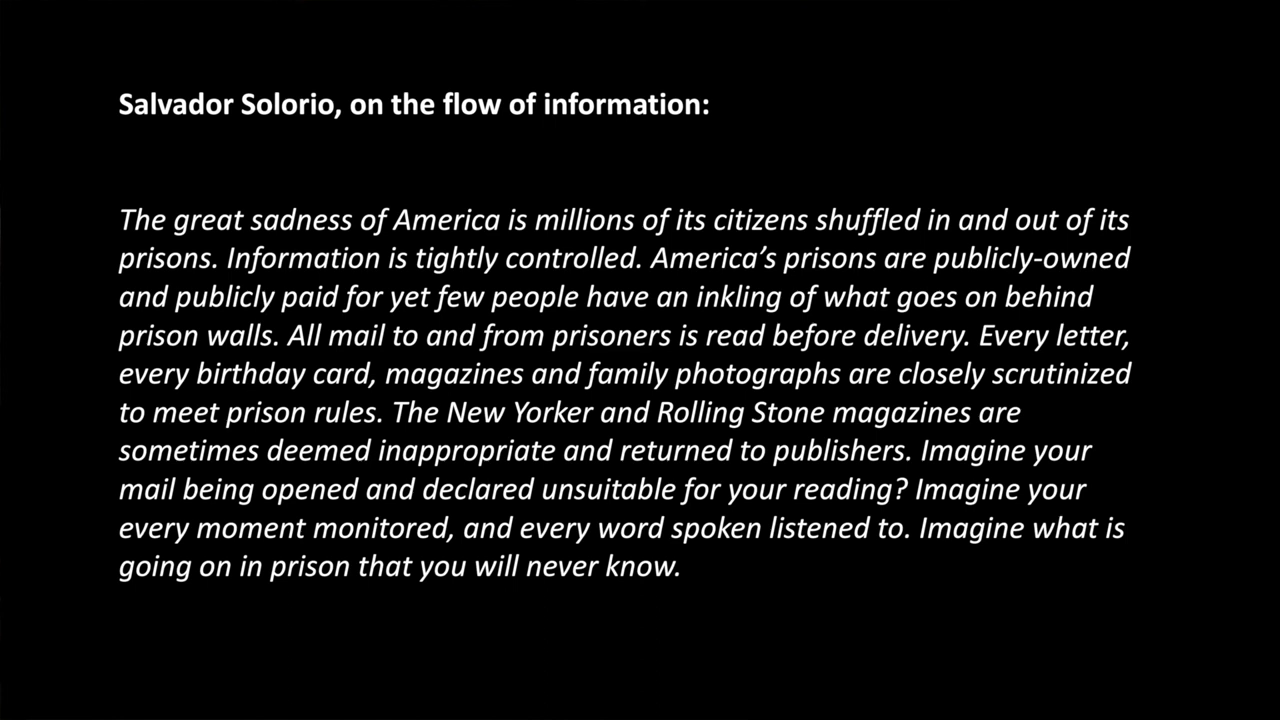 Salvador Solorio, on the flow of information:
The great sadness of America is millions of its citizens shuffled in and out of its
prisons. Information is tightly controlled. America’s prisons are publicly-owned
and publicly paid for yet few people have an inkling of what goes on behind
prison walls. All mail to and from prisoners is read before delivery. Every letter,
every birthday card, magazines and family photographs are closely scrutinized
to meet prison rules. The New Yorker and Rolling Stone magazines are
sometimes deemed inappropriate and returned to publishers. Imagine your
mail being opened and declared unsuitable for your reading? Imagine your
every moment monitored, and every word spoken listened to. Imagine what is
going on in prison that you will never know.